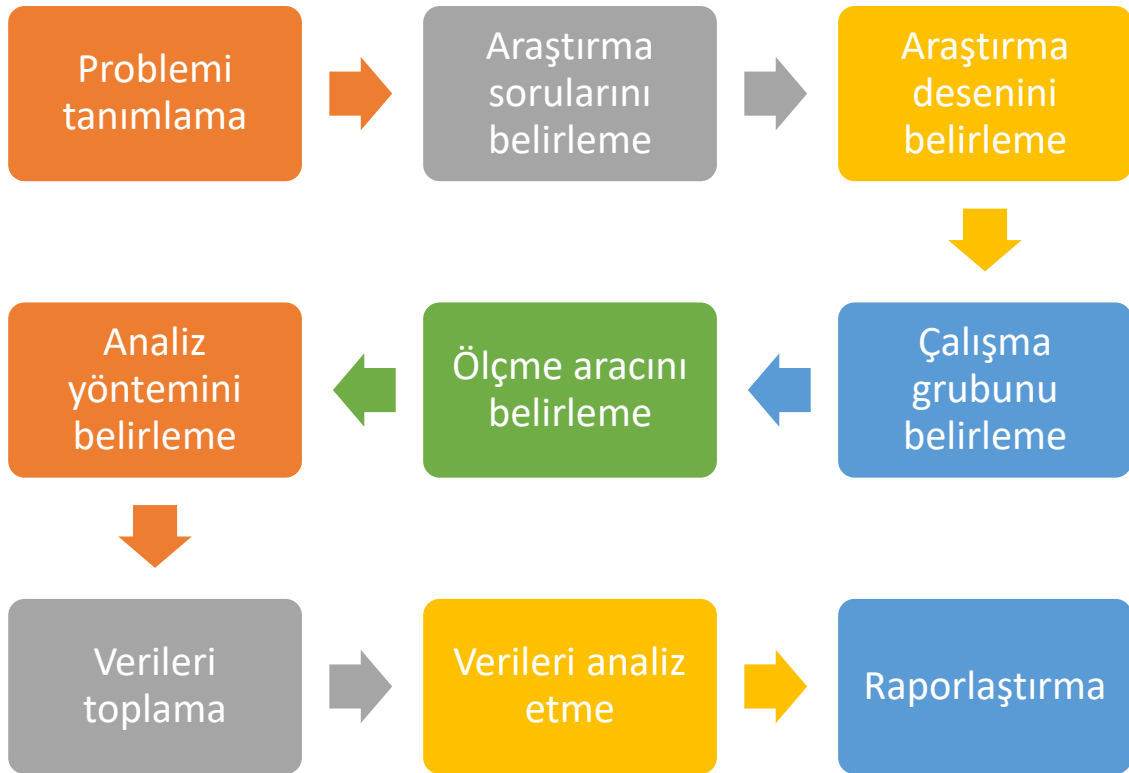 Problemi
tanımlama
Araştırma
sorularını
belirleme
Araştırma
desenini
belirleme
Çalışma
grubunu
belirleme
Ölçme aracını
belirleme
Analiz
yöntemini
belirleme
Verileri
toplama
Verileri analiz
etme
Raporlaştırma